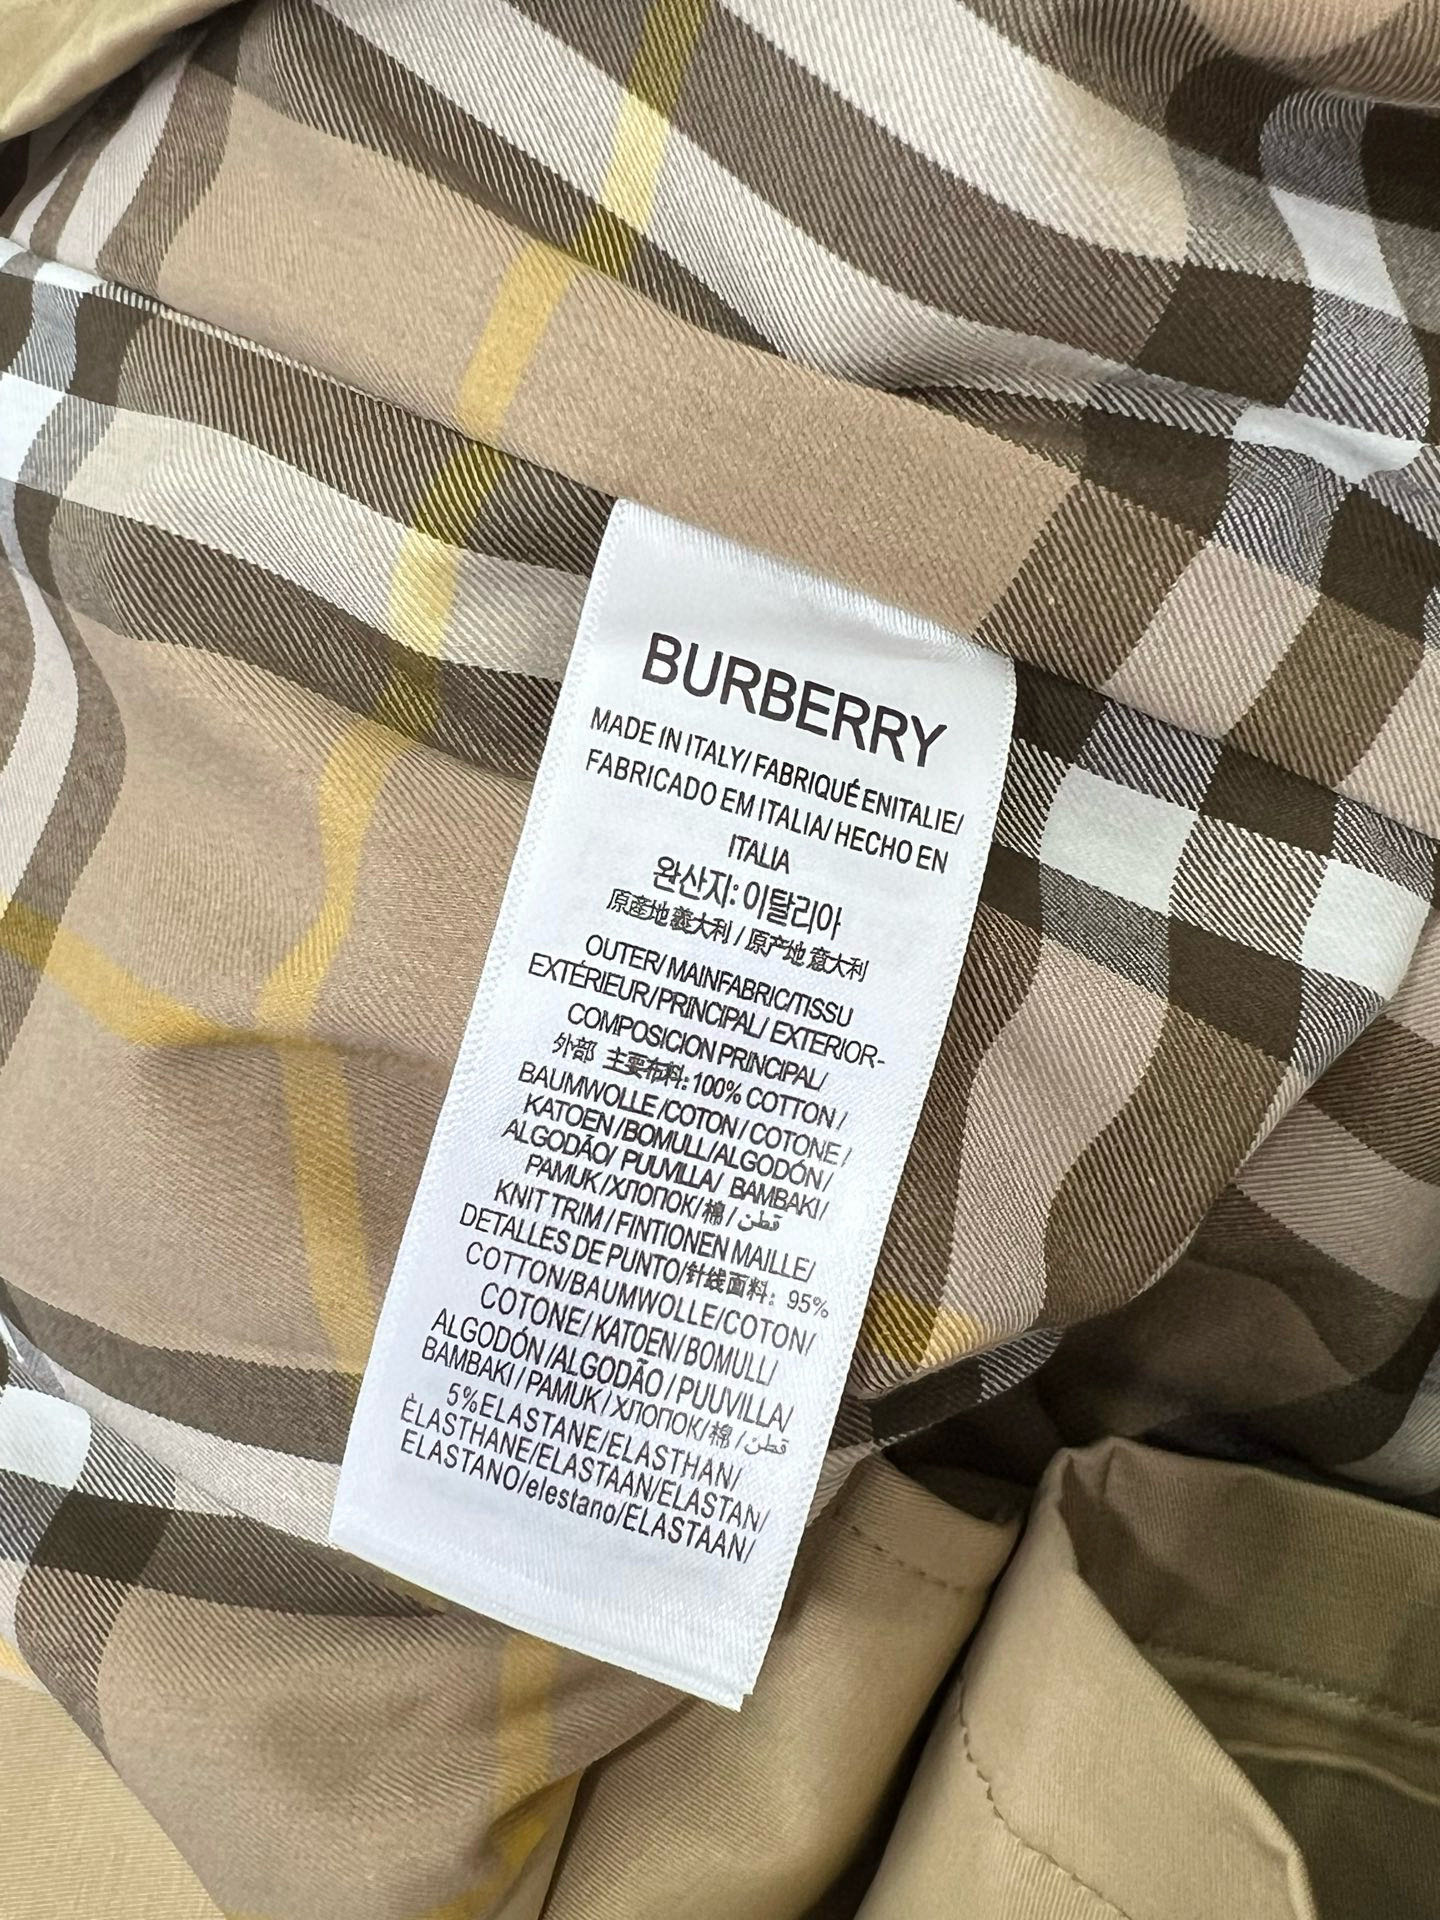 BURBERRY
MADE IN ITALY/ FABRIQUÉ ENITALIE/
FABRICADO EM ITALIA/ HECHO EN
ITALIA
완산지: 이탈리아
原產地 義大利 / 原产地 意大利
OUTER/ MAINFABRIC/TISSU
EXTÉRIEUR/PRINCIPAL/ EXTERIOR-
COMPOSICION PRINCIPAL/
外部 主要布料: 100% COTTON /
BAUMWOLLE /COTON / COTONE /
KATOEN /BOMULL/ALGODÓN /
ALGODÃO/ PUUVILLA/ BAMBAKI /
PAMUK /ХЛОПОК/ 棉 / قطن
KNIT TRIM / FINTIONEN MAILLE/
DETALLES DE PUNTO/针线面料: 95%
COTTON/BAUMWOLLE/COTON/
COTONE/ KATOEN/BOMULL/
ALGODÓN /ALGODÃO / PUUVILLA/
BAMBAKI / PAMUK / ХЛОПОК/ 棉 / قطن
5%ELASTANE/ELASTHAN/
ÈLASTHANE/ELASTAAN/ELASTAN/
ELASTANO/elestano/ELASTAAN/